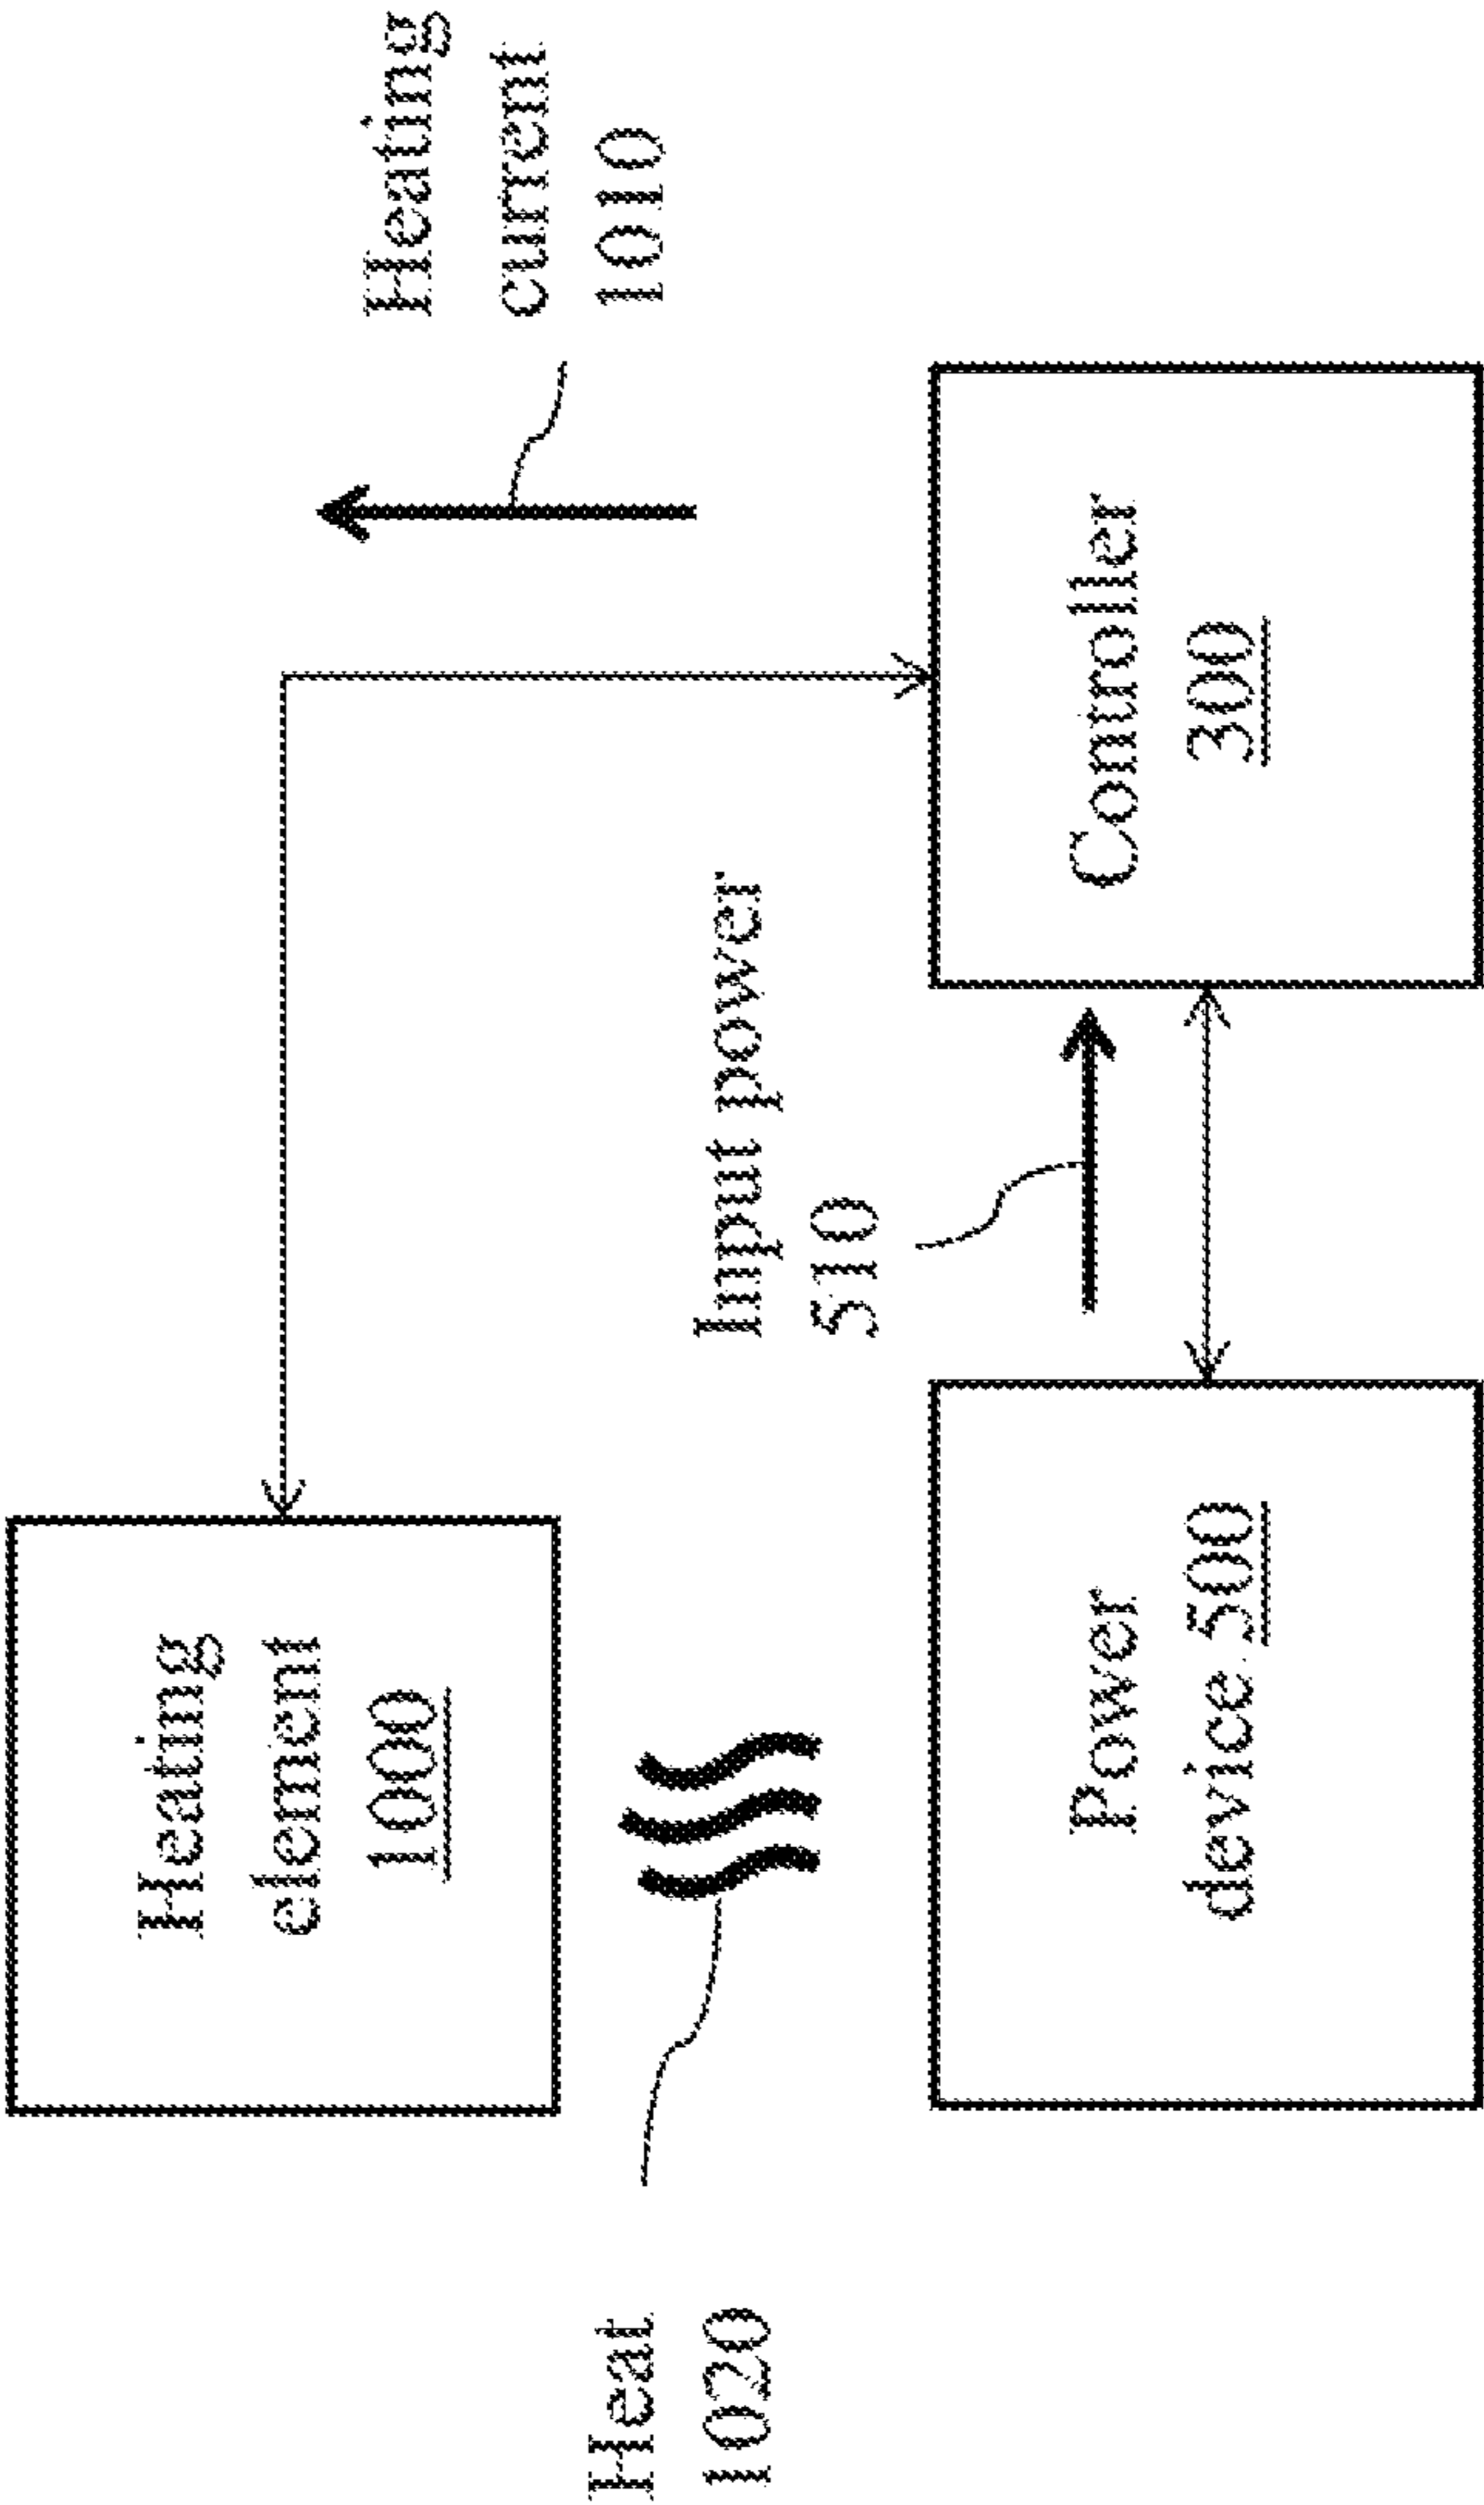 Heating
element
1000
Heating
current
1010
Heat
1020
Input power
510
Power
device 500
Controller
300